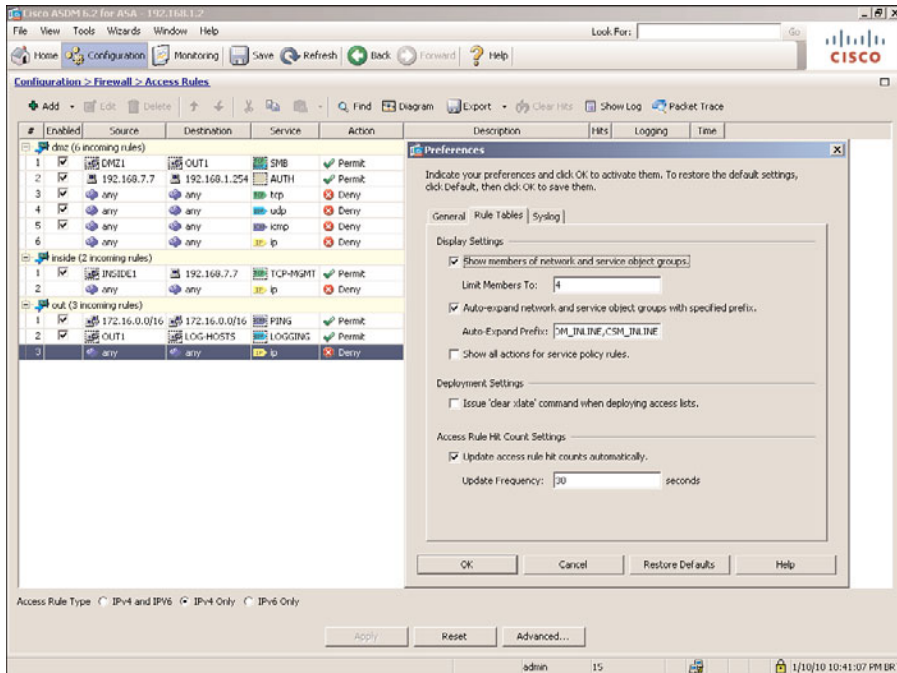 Cisco ASDM 6.2 for ASA - 192.168.1.2
File View Tools Wizards Window Help Look For: Go
Home Configuration Monitoring Save Refresh Back Forward Help
CISCO
Configuration > Firewall > Access Rules
Add Edit Delete Find Diagram Export Clear Hits Show Log Packet Trace
# Enabled Source Destination Service Action Description Hits Logging Time
dmz (6 incoming rules)
1 DMZ1 OUT1 SMB Permit
2 192.168.7.7 192.168.1.254 AUTH Permit
3 any any tcp Deny
4 any any udp Deny
5 any any icmp Deny
6 any any ip Deny
inside (2 incoming rules)
1 INSIDE1 192.168.7.7 TCP-MGMT Permit
2 any any ip Deny
out (3 incoming rules)
1 172.16.0.0/16 172.16.0.0/16 PING Permit
2 OUT1 LOG-HOSTS LOGGING Permit
3 any any ip Deny
Preferences
Indicate your preferences and click OK to activate them. To restore the default settings,
click Default, then click OK to save them.
General Rule Tables Syslog
Display Settings
Show members of network and service object groups.
Limit Members To: 4
Auto-expand network and service object groups with specified prefix.
Auto-Expand Prefix: DM_INLINE,CSM_INLINE
Show all actions for service policy rules.
Deployment Settings
Issue 'clear xlate' command when deploying access lists.
Access Rule Hit Count Settings
Update access rule hit counts automatically.
Update Frequency: 30 seconds
OK Cancel Restore Defaults Help
Access Rule Type IPv4 and IPV6 IPv4 Only IPv6 Only
Apply Reset Advanced...
admin 15 1/10/10 10:41:07 PM BR